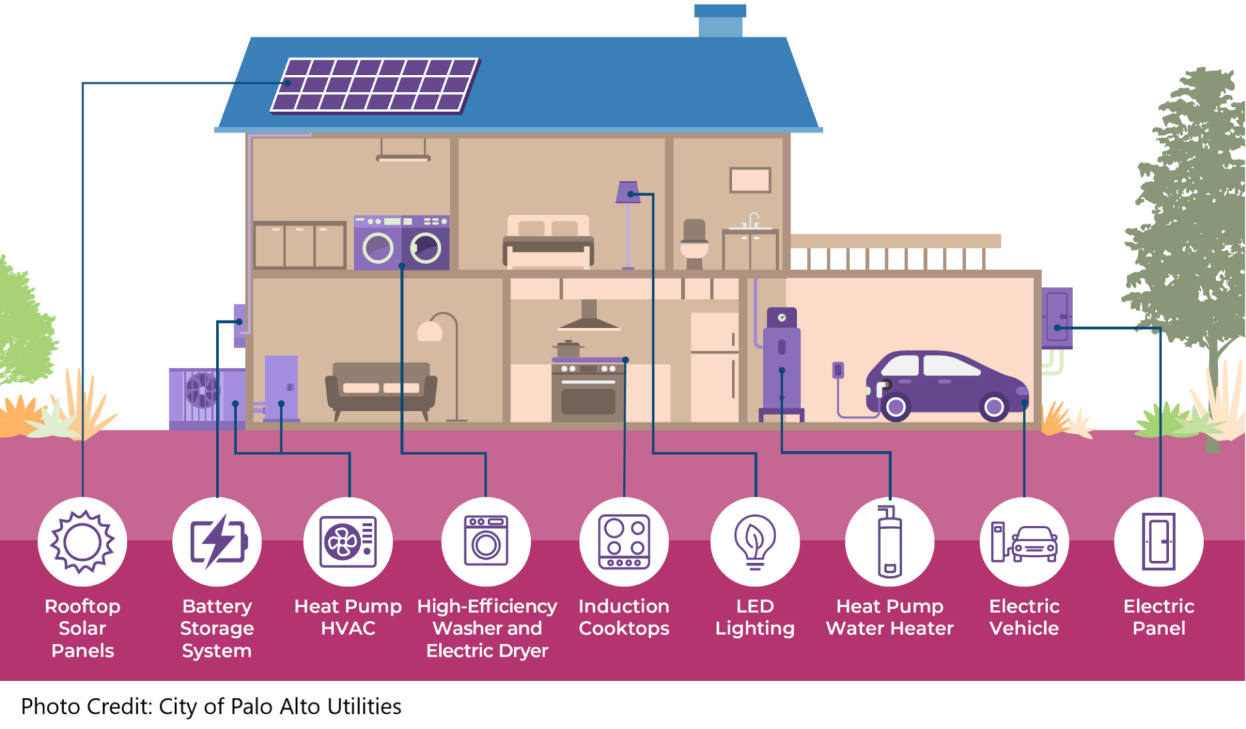 Rooftop
Solar
Panels
Battery
Storage
System
Heat Pump
HVAC
High-Efficiency
Washer and
Electric Dryer
Induction
Cooktops
LED
Lighting
Heat Pump
Water Heater
Electric
Vehicle
Electric
Panel
Photo Credit: City of Palo Alto Utilities